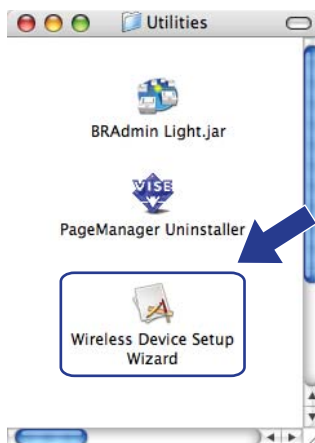 Utilities
BRAdmin Light.jar
VISE
PageManager Uninstaller
Wireless Device Setup
Wizard